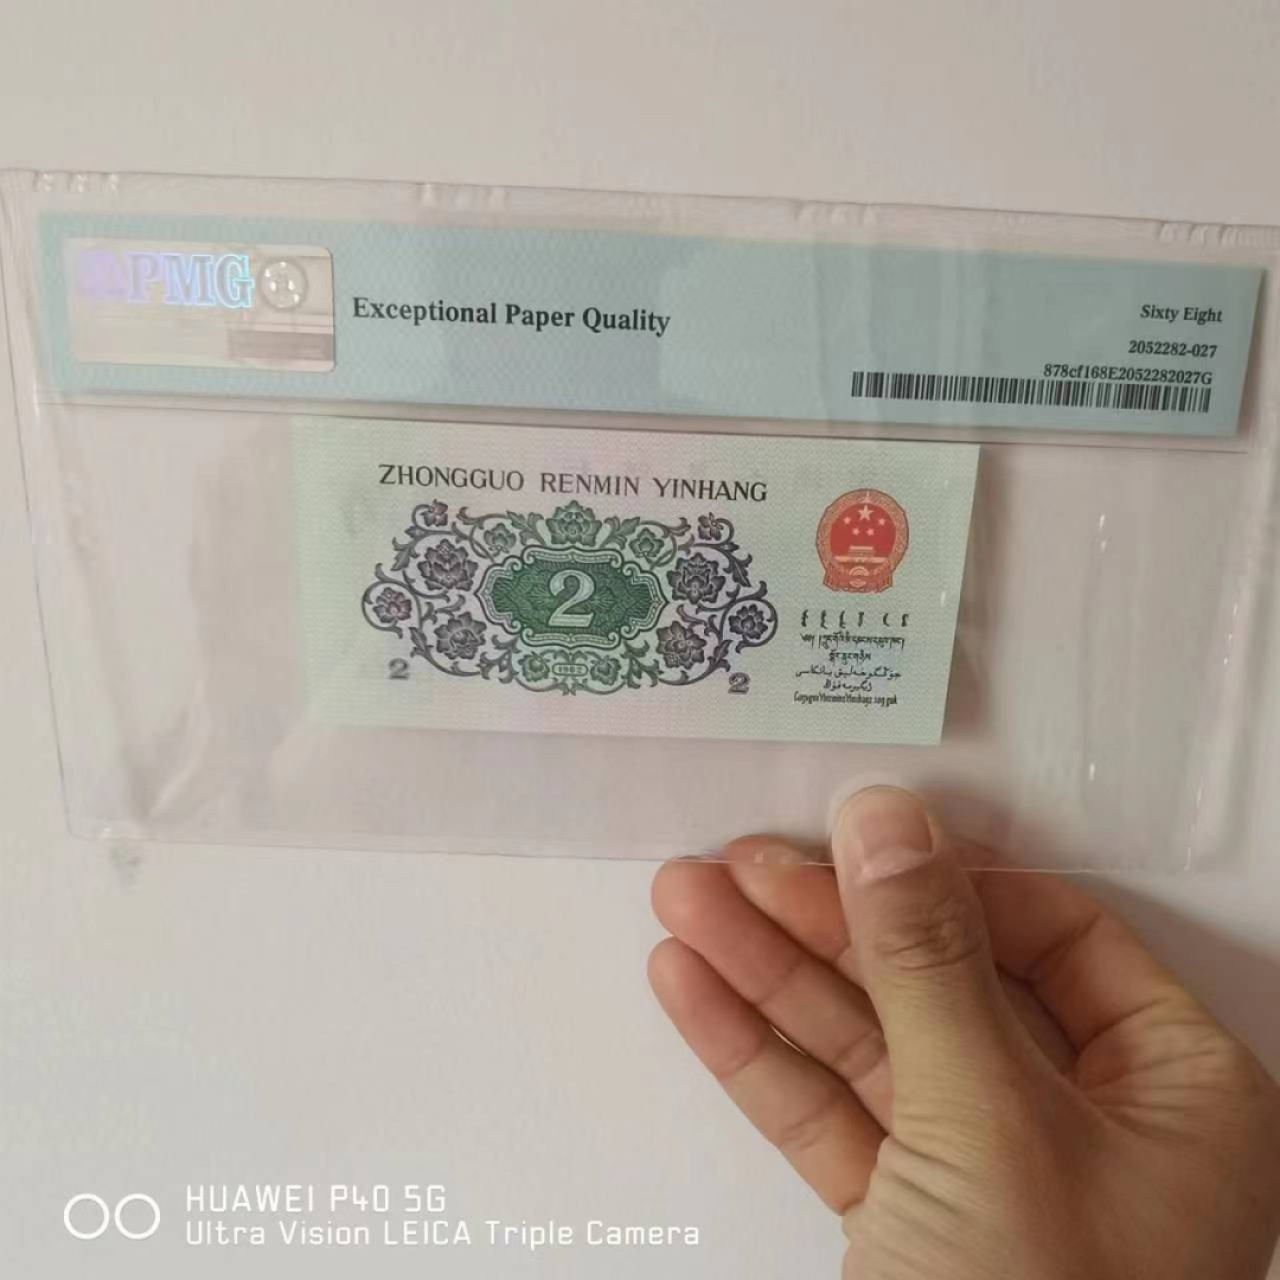 PMG
Exceptional Paper Quality
Sixty Eight
2052282-027
878cf168E2052282027G
ZHONGGUO RENMIN YINHANG
2
1962
2
2
HUAWEI P40 5G
Ultra Vision LEICA Triple Camera